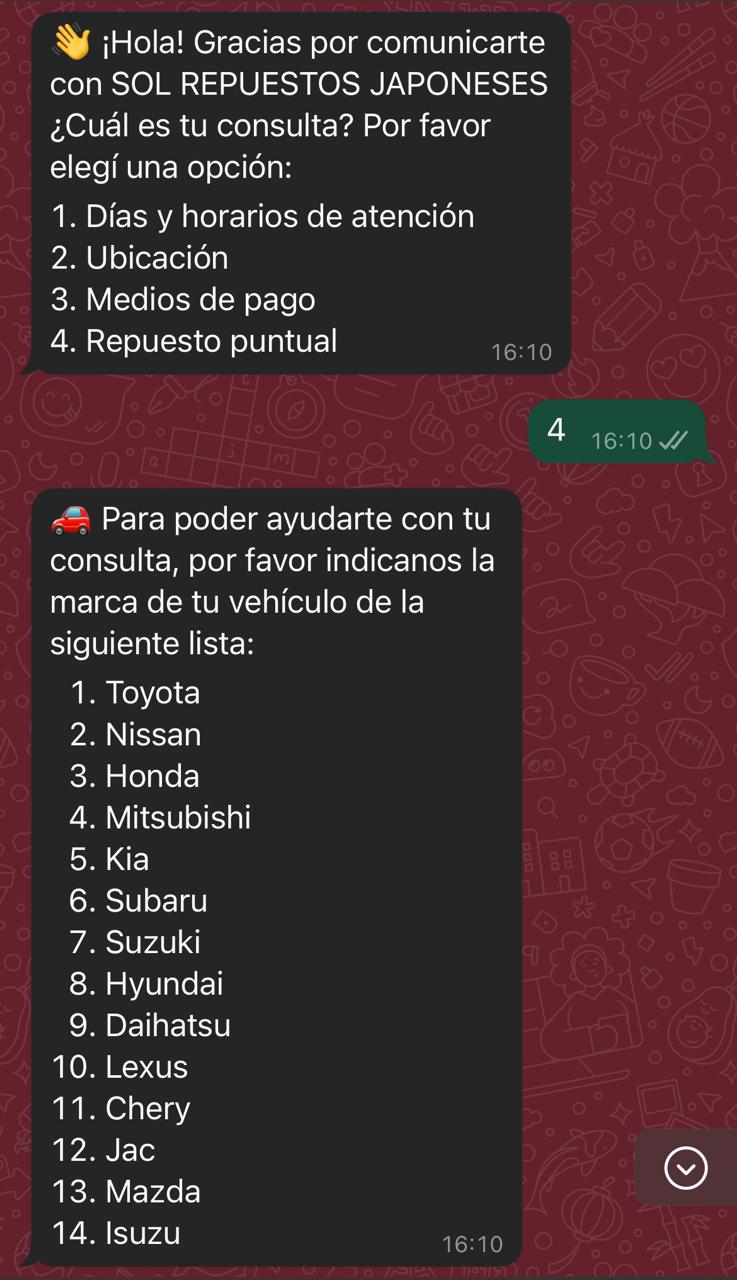 👋 ¡Hola! Gracias por comunicarte
con SOL REPUESTOS JAPONESES
¿Cuál es tu consulta? Por favor
elegí una opción:
1. Días y horarios de atención
2. Ubicación
3. Medios de pago
4. Repuesto puntual
16:10
4
16:10
🚗 Para poder ayudarte con tu
consulta, por favor indicanos la
marca de tu vehículo de la
siguiente lista:
1. Toyota
2. Nissan
3. Honda
4. Mitsubishi
5. Kia
6. Subaru
7. Suzuki
8. Hyundai
9. Daihatsu
10. Lexus
11. Chery
12. Jac
13. Mazda
14. Isuzu
16:10